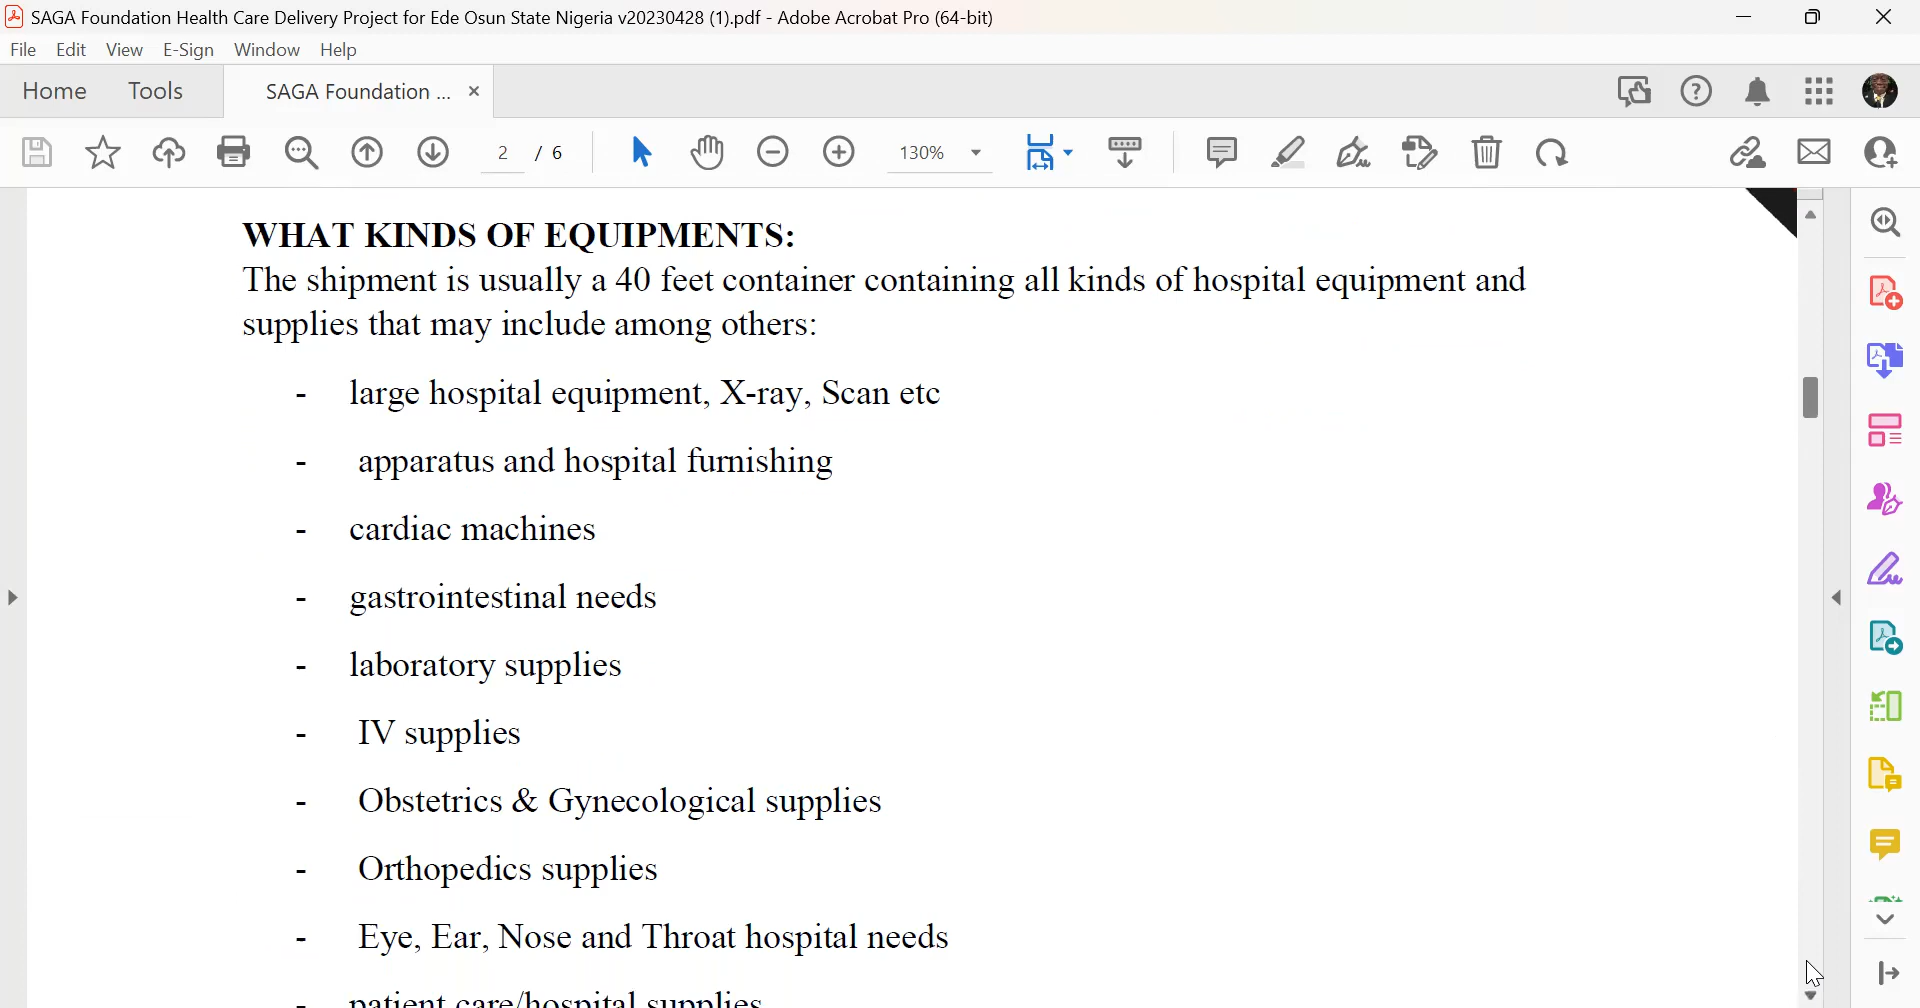 SAGA Foundation Health Care Delivery Project for Ede Osun State Nigeria v20230428 (1).pdf - Adobe Acrobat Pro (64-bit)
File Edit View E-Sign Window Help
Home Tools SAGA Foundation ... ×
2 / 6 130%
WHAT KINDS OF EQUIPMENTS:
The shipment is usually a 40 feet container containing all kinds of hospital equipment and
supplies that may include among others:
- large hospital equipment, X-ray, Scan etc
- apparatus and hospital furnishing
- cardiac machines
- gastrointestinal needs
- laboratory supplies
- IV supplies
- Obstetrics & Gynecological supplies
- Orthopedics supplies
- Eye, Ear, Nose and Throat hospital needs
- patient care/hospital supplies